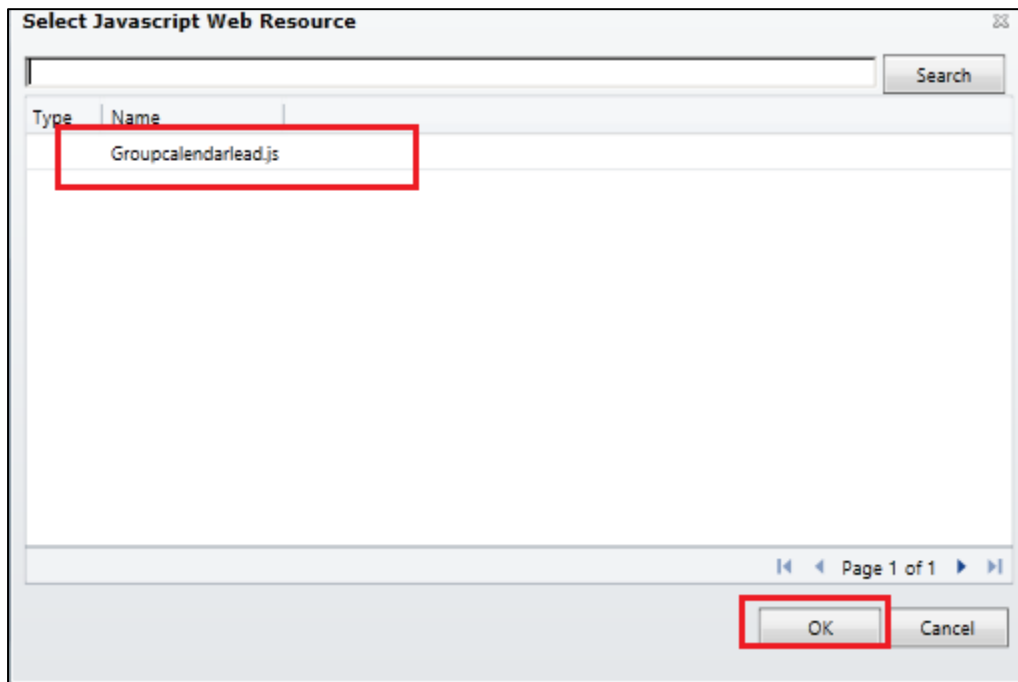 Select Javascript Web Resource
Search
Type Name
Groupcalendarlead.js
Page 1 of 1
OK Cancel